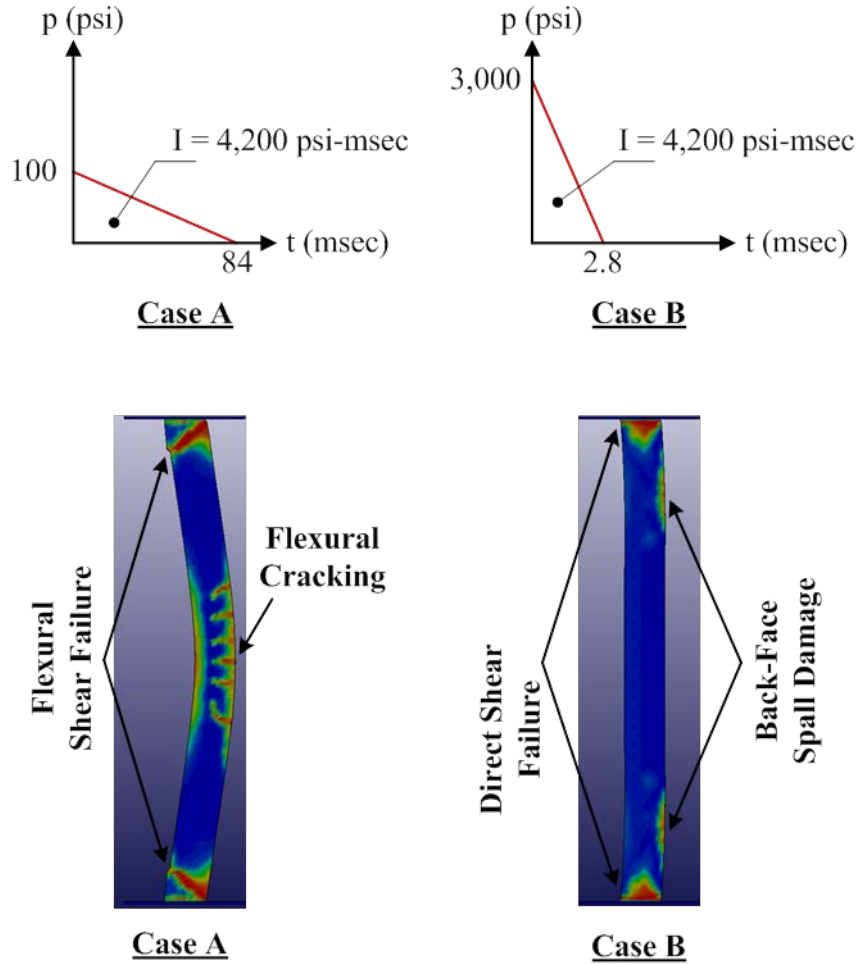 p (psi)
100
I = 4,200 psi-msec
t (msec)
84
Case A
p (psi)
3,000
I = 4,200 psi-msec
t (msec)
2.8
Case B
Flexural
Shear Failure
Flexural
Cracking
Case A
Direct Shear
Failure
Back-Face
Spall Damage
Case B